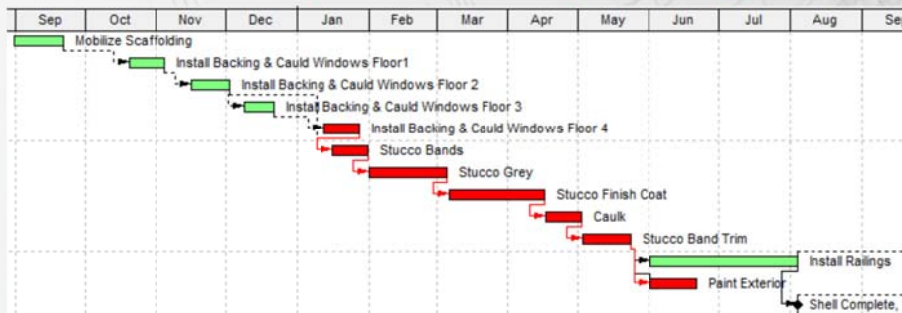 Sep Oct Nov Dec Jan Feb Mar Apr May Jun Jul Aug Sep
Mobilize Scaffolding
Install Backing & Cauld Windows Floor1
Install Backing & Cauld Windows Floor 2
Install Backing & Cauld Windows Floor 3
Install Backing & Cauld Windows Floor 4
Stucco Bands
Stucco Grey
Stucco Finish Coat
Caulk
Stucco Band Trim
Install Railings
Paint Exterior
Shell Complete,